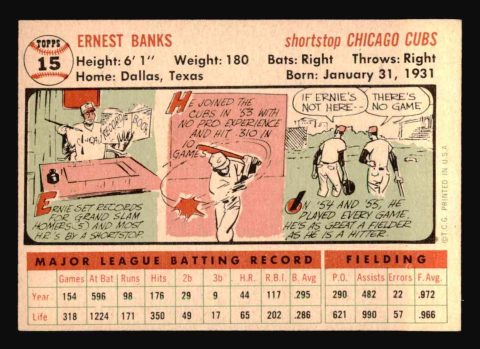 TOPPS
15
ERNEST BANKS
shortstop CHICAGO CUBS
Height: 6' 1" Weight: 180 Bats: Right Throws: Right
Home: Dallas, Texas Born: January 31, 1931
RECORD
BOOK
ERNIE SET RECORDS
FOR GRAND SLAM
HOMERS (5) AND MOST
H.R.'S BY A SHORTSTOP.
HE JOINED THE
CUBS IN '53 WITH
NO PRO EXPERIENCE
AND HIT .310 IN
10
GAMES
IF ERNIE'S
NOT HERE--
THERE'S
NO GAME
IN '54 AND '55, HE
PLAYED EVERY GAME.
HE'S AS GREAT A FIELDER
AS HE IS A HITTER.
© T.C.G. PRINTED IN U.S.A.
MAJOR LEAGUE BATTING RECORD FIELDING
Games At Bat Runs Hits 2b 3b H.R. R.B.I. B. Avg. P.O. Assists Errors F. Avg.
Year 154 596 98 176 29 9 44 117 .295 290 482 22 .972
Life 318 1224 171 350 49 17 65 202 .286 621 990 57 .966